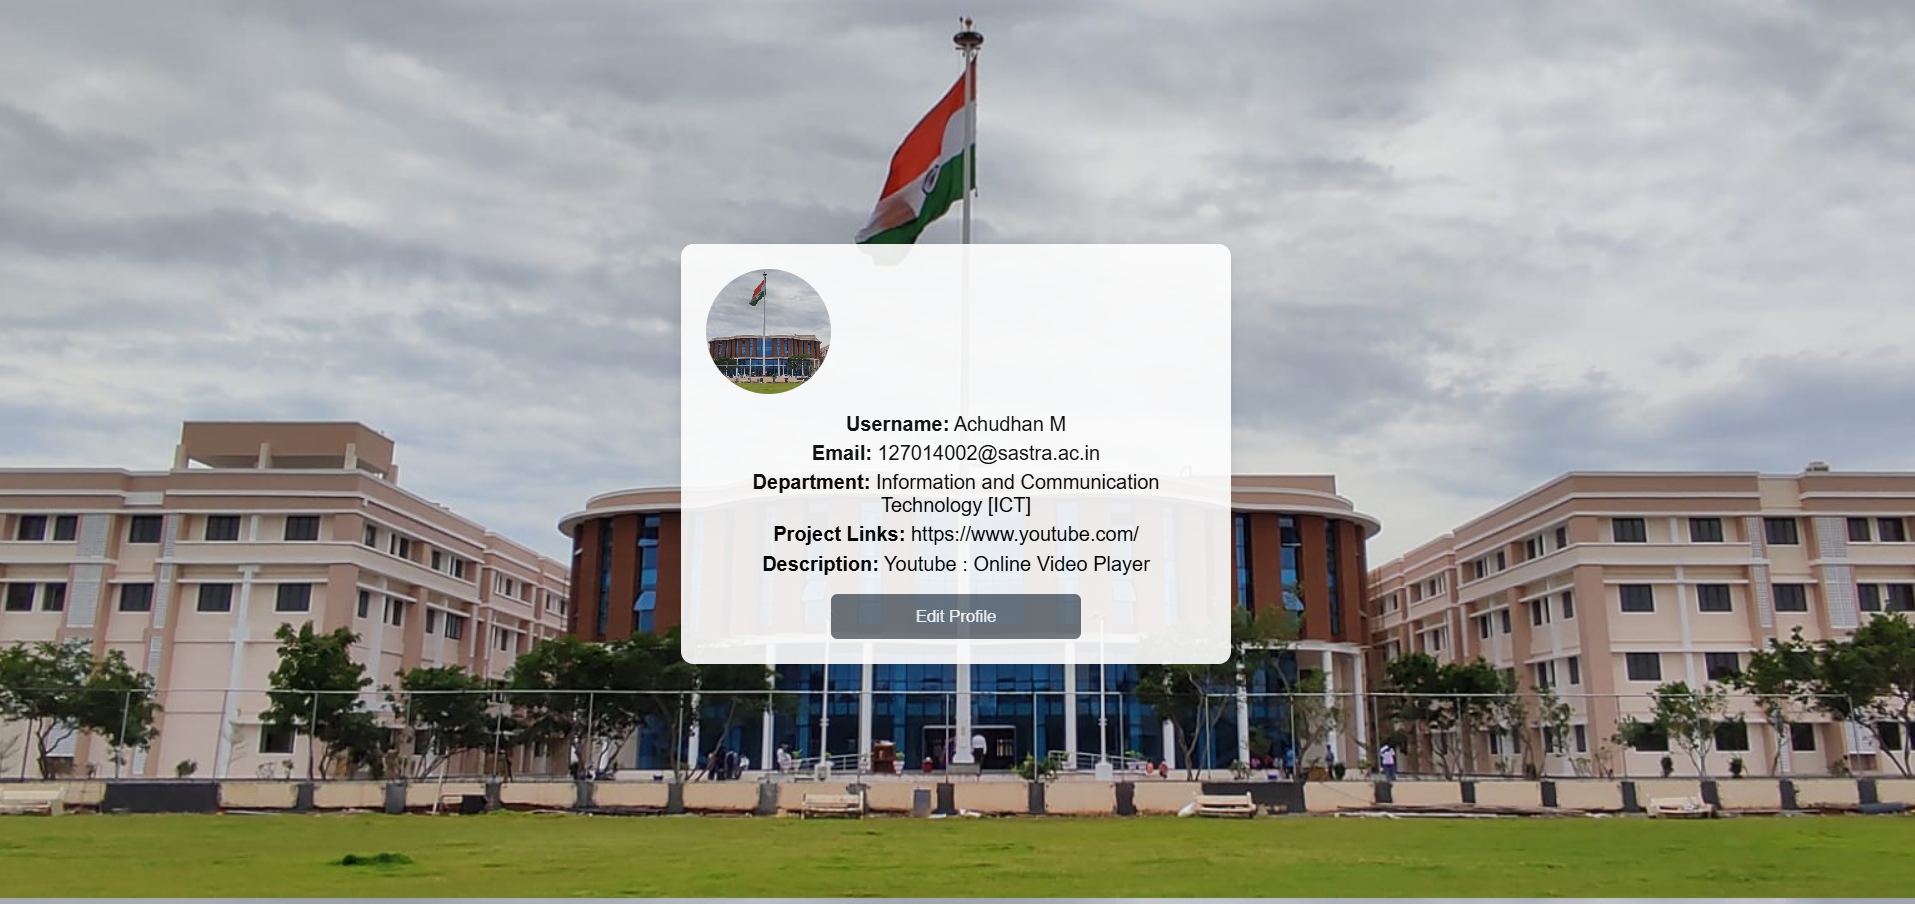 Username: Achudhan M
Email: 127014002@sastra.ac.in
Department: Information and Communication
Technology [ICT]
Project Links: https://www.youtube.com/
Description: Youtube : Online Video Player
Edit Profile